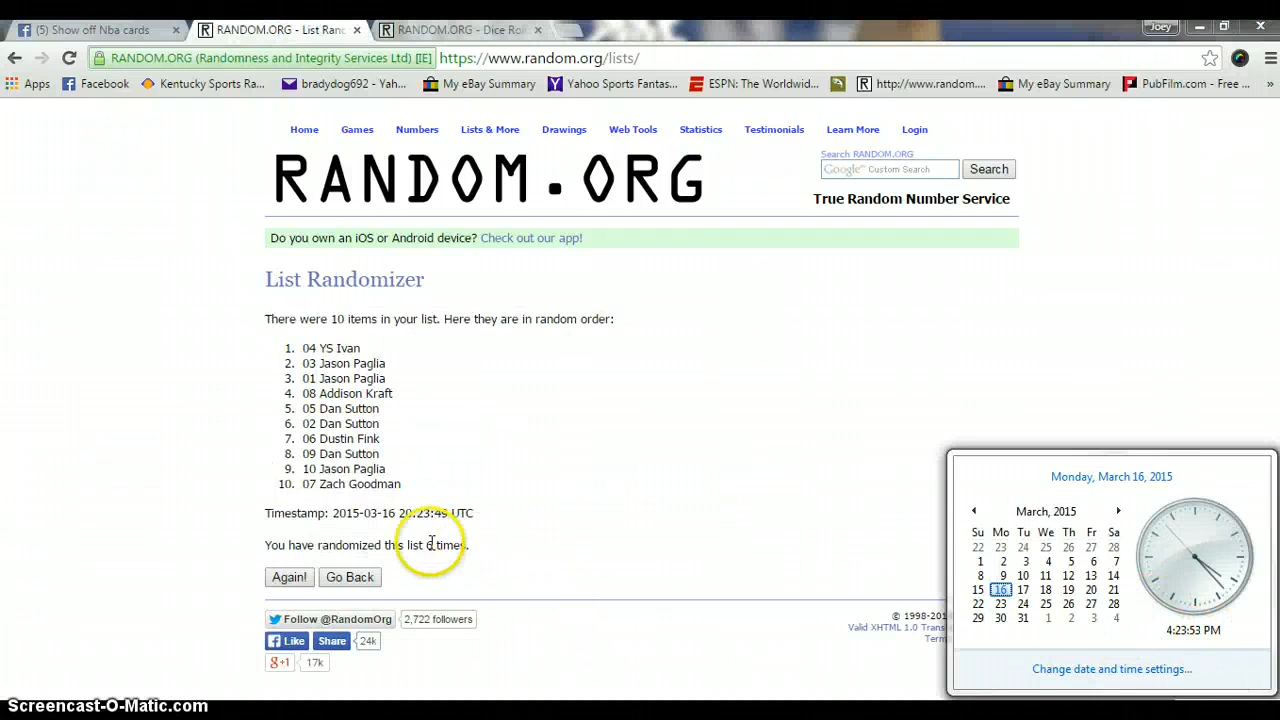 (5) Show off Nba cards
RANDOM.ORG - List Rand
RANDOM.ORG - Dice Rol
Joey
RANDOM.ORG (Randomness and Integrity Services Ltd) [IE]
https://www.random.org/lists/
Apps
Facebook
Kentucky Sports Ra...
bradydog692 - Yah...
My eBay Summary
Yahoo Sports Fantas...
ESPN: The Worldwid...
http://www.random....
My eBay Summary
PubFilm.com - Free ...
»
Home
Games
Numbers
Lists & More
Drawings
Web Tools
Statistics
Testimonials
Learn More
Login
RANDOM.ORG
Search RANDOM.ORG
Google™ Custom Search
Search
True Random Number Service
Do you own an iOS or Android device? Check out our app!
List Randomizer
There were 10 items in your list. Here they are in random order:
1. 04 YS Ivan
2. 03 Jason Paglia
3. 01 Jason Paglia
4. 08 Addison Kraft
5. 05 Dan Sutton
6. 02 Dan Sutton
7. 06 Dustin Fink
8. 09 Dan Sutton
9. 10 Jason Paglia
10. 07 Zach Goodman
Timestamp: 2015-03-16 20:23:49 UTC
You have randomized this list 6 times.
Again!
Go Back
Follow @RandomOrg
2,722 followers
Like
Share
24k
g+1
17k
© 1998-201
Valid XHTML 1.0 Trans
Term
Monday, March 16, 2015
March, 2015
Su Mo Tu We Th Fr Sa
22 23 24 25 26 27 28
1 2 3 4 5 6 7
8 9 10 11 12 13 14
15 16 17 18 19 20 21
22 23 24 25 26 27 28
29 30 31 1 2 3 4
4:23:53 PM
Change date and time settings...
Screencast-O-Matic.com